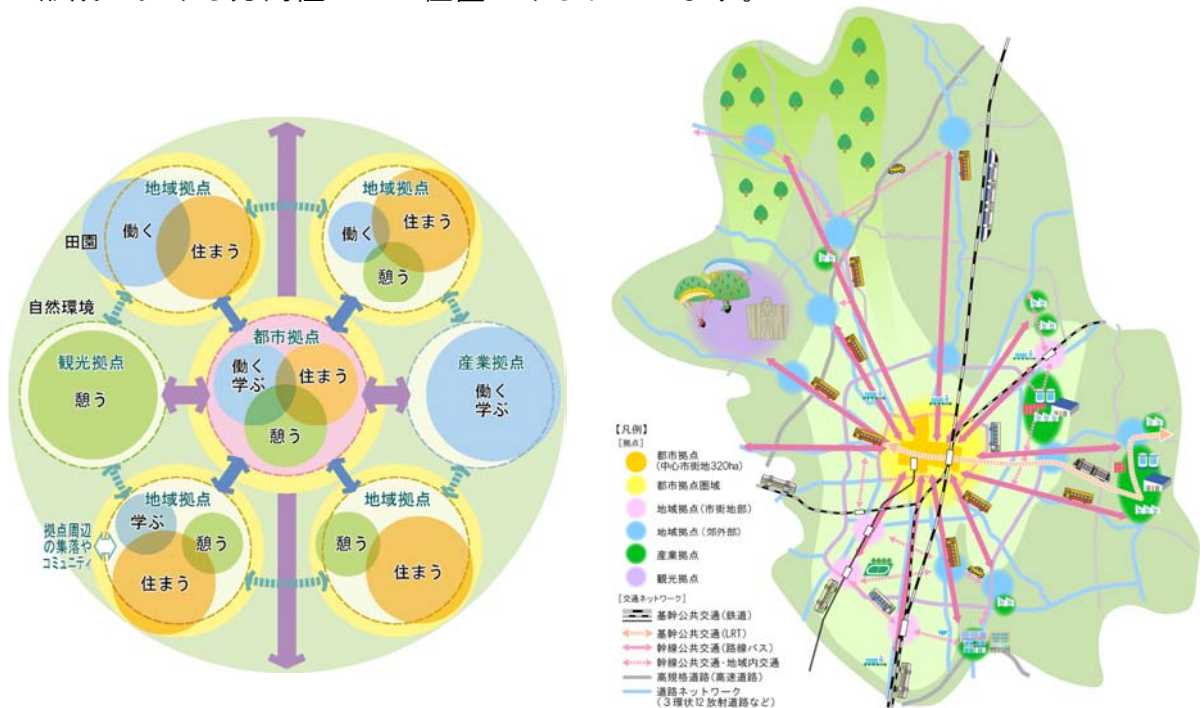 地域拠点
働く
住まう
田園
地域拠点
働く
住まう
憩う
自然環境
都市拠点
働く
学ぶ
住まう
憩う
観光拠点
憩う
産業拠点
働く
学ぶ
地域拠点
学ぶ
憩う
住まう
拠点周辺
の集落や
コミュニティ
地域拠点
憩う
住まう
【凡例】
[拠点]
都市拠点
(中心市街地320ha)
都市拠点圏域
地域拠点(市街地部)
地域拠点(郊外部)
産業拠点
観光拠点
[交通ネットワーク]
基幹公共交通(鉄道)
基幹公共交通(LRT)
幹線公共交通(路線バス)
幹線公共交通・地域内交通
高規格道路(高速道路)
道路ネットワーク
(3環状12放射道路など)